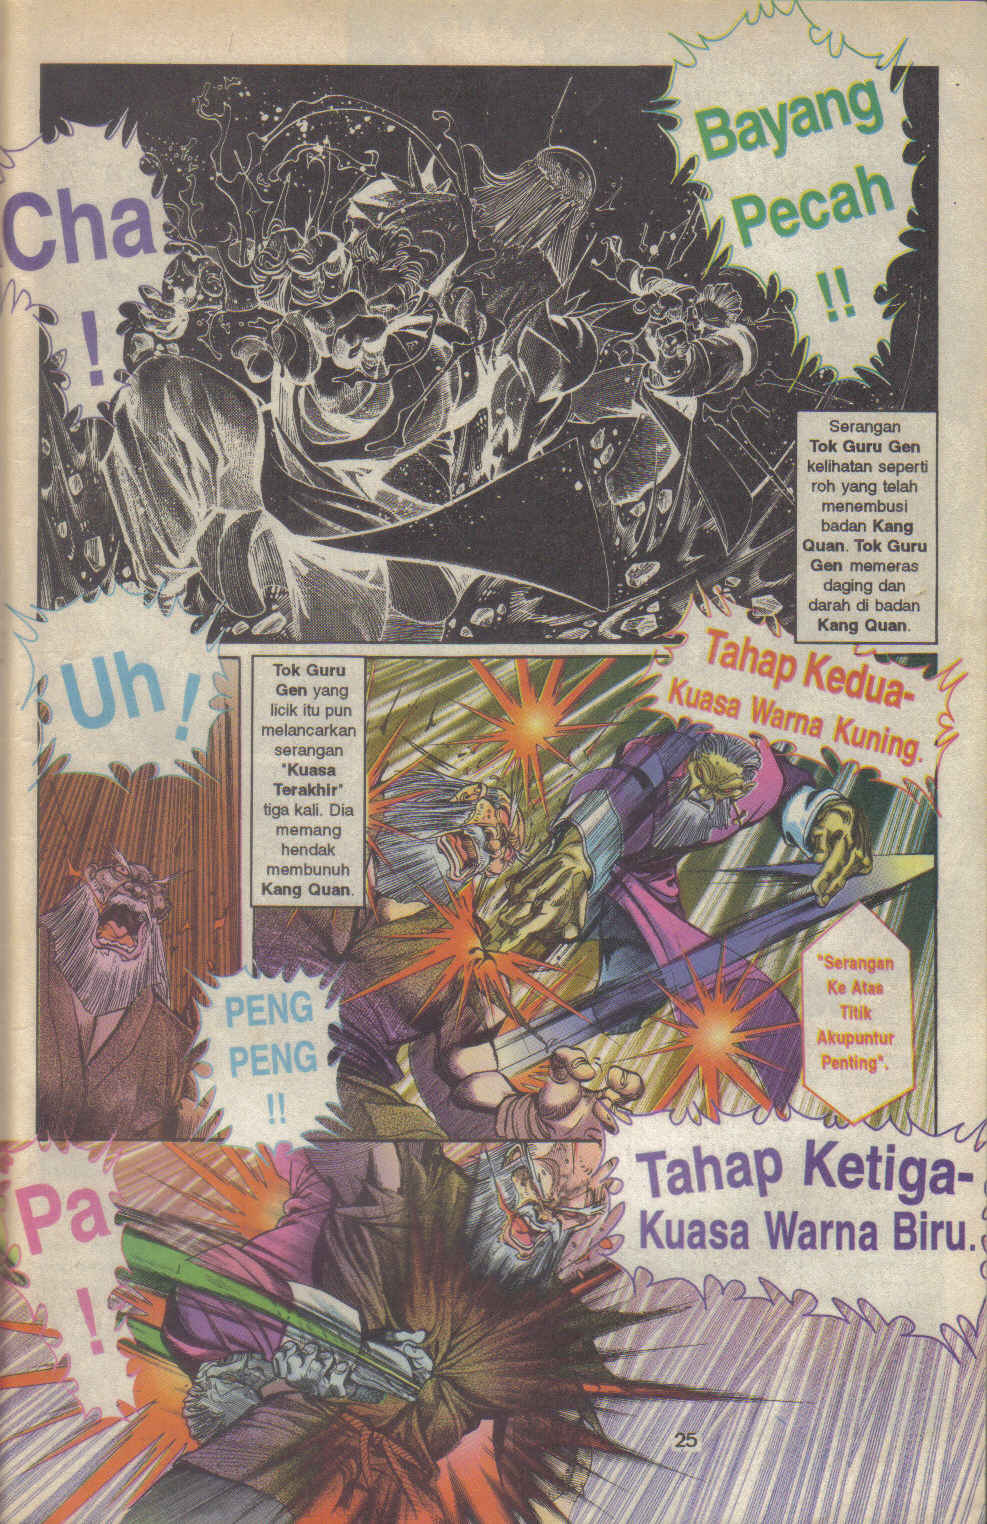 Cha
!
Bayang
Pecah
!!
Serangan
Tok Guru Gen
kelihatan seperti
roh yang telah
menembusi
badan Kang
Quan. Tok Guru
Gen memeras
daging dan
darah di badan
Kang Quan.
Uh!
Tok Guru
Gen yang
licik itu pun
melancarkan
serangan
"Kuasa
Terakhir"
tiga kali. Dia
memang
hendak
membunuh
Kang Quan.
Tahap Kedua-
Kuasa Warna Kuning.
"Serangan
Ke Atas
Titik
Akupuntur
Penting".
PENG
PENG
!!
Pa
!
Tahap Ketiga-
Kuasa Warna Biru.
25